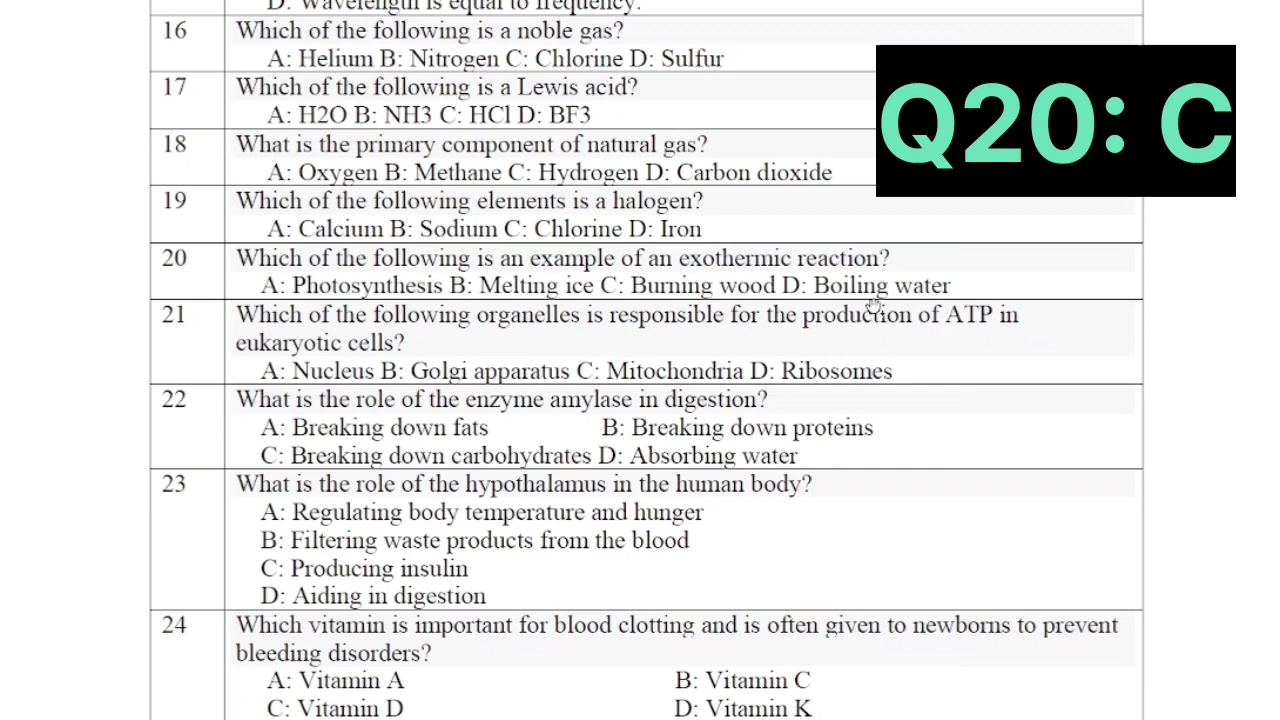 D: Wavelength is equal to frequency.
16 Which of the following is a noble gas?
A: Helium B: Nitrogen C: Chlorine D: Sulfur
17 Which of the following is a Lewis acid?
A: H2O B: NH3 C: HCl D: BF3
18 What is the primary component of natural gas?
A: Oxygen B: Methane C: Hydrogen D: Carbon dioxide
19 Which of the following elements is a halogen?
A: Calcium B: Sodium C: Chlorine D: Iron
Q20: C
20 Which of the following is an example of an exothermic reaction?
A: Photosynthesis B: Melting ice C: Burning wood D: Boiling water
21 Which of the following organelles is responsible for the production of ATP in
eukaryotic cells?
A: Nucleus B: Golgi apparatus C: Mitochondria D: Ribosomes
22 What is the role of the enzyme amylase in digestion?
A: Breaking down fats B: Breaking down proteins
C: Breaking down carbohydrates D: Absorbing water
23 What is the role of the hypothalamus in the human body?
A: Regulating body temperature and hunger
B: Filtering waste products from the blood
C: Producing insulin
D: Aiding in digestion
24 Which vitamin is important for blood clotting and is often given to newborns to prevent
bleeding disorders?
A: Vitamin A B: Vitamin C
C: Vitamin D D: Vitamin K